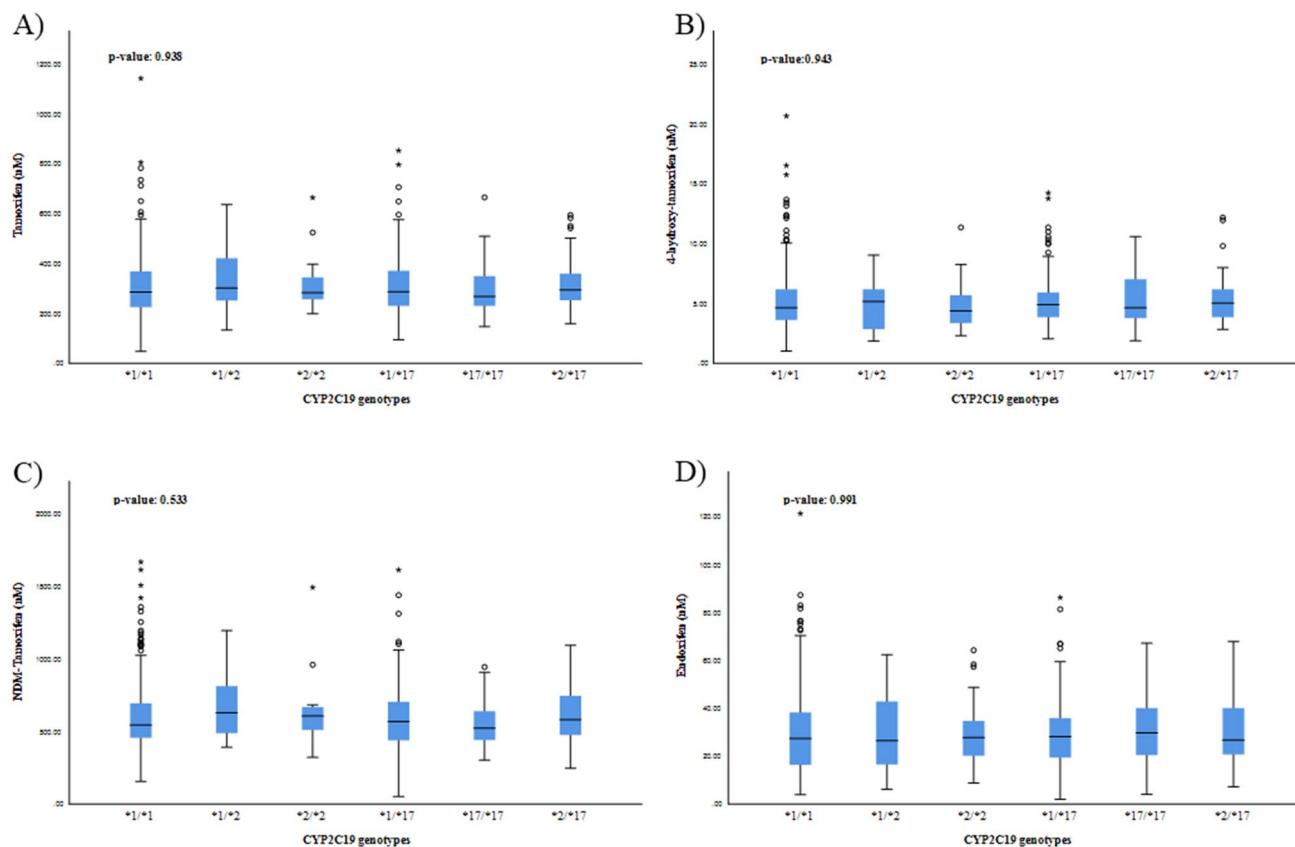 A)
p-value: 0.938
1200.00
1000.00
800.00
600.00
400.00
200.00
.00
Tamoxifen (nM)
*1/*1 *1/*2 *2/*2 *1/*17 *17/*17 *2/*17
CYP2C19 genotypes
B)
p-value:0.943
25.00
20.00
15.00
10.00
5.00
.00
4-hydroxy-tamoxifen (nM)
*1/*1 *1/*2 *2/*2 *1/*17 *17/*17 *2/*17
CYP2C19 genotypes
C)
p-value: 0.533
2000.00
1500.00
1000.00
500.00
.00
NDM-Tamoxifen (nM)
*1/*1 *1/*2 *2/*2 *1/*17 *17/*17 *2/*17
CYP2C19 genotypes
D)
p-value: 0.991
120.00
100.00
80.00
60.00
40.00
20.00
.00
Endoxifen (nM)
*1/*1 *1/*2 *2/*2 *1/*17 *17/*17 *2/*17
CYP2C19 genotypes